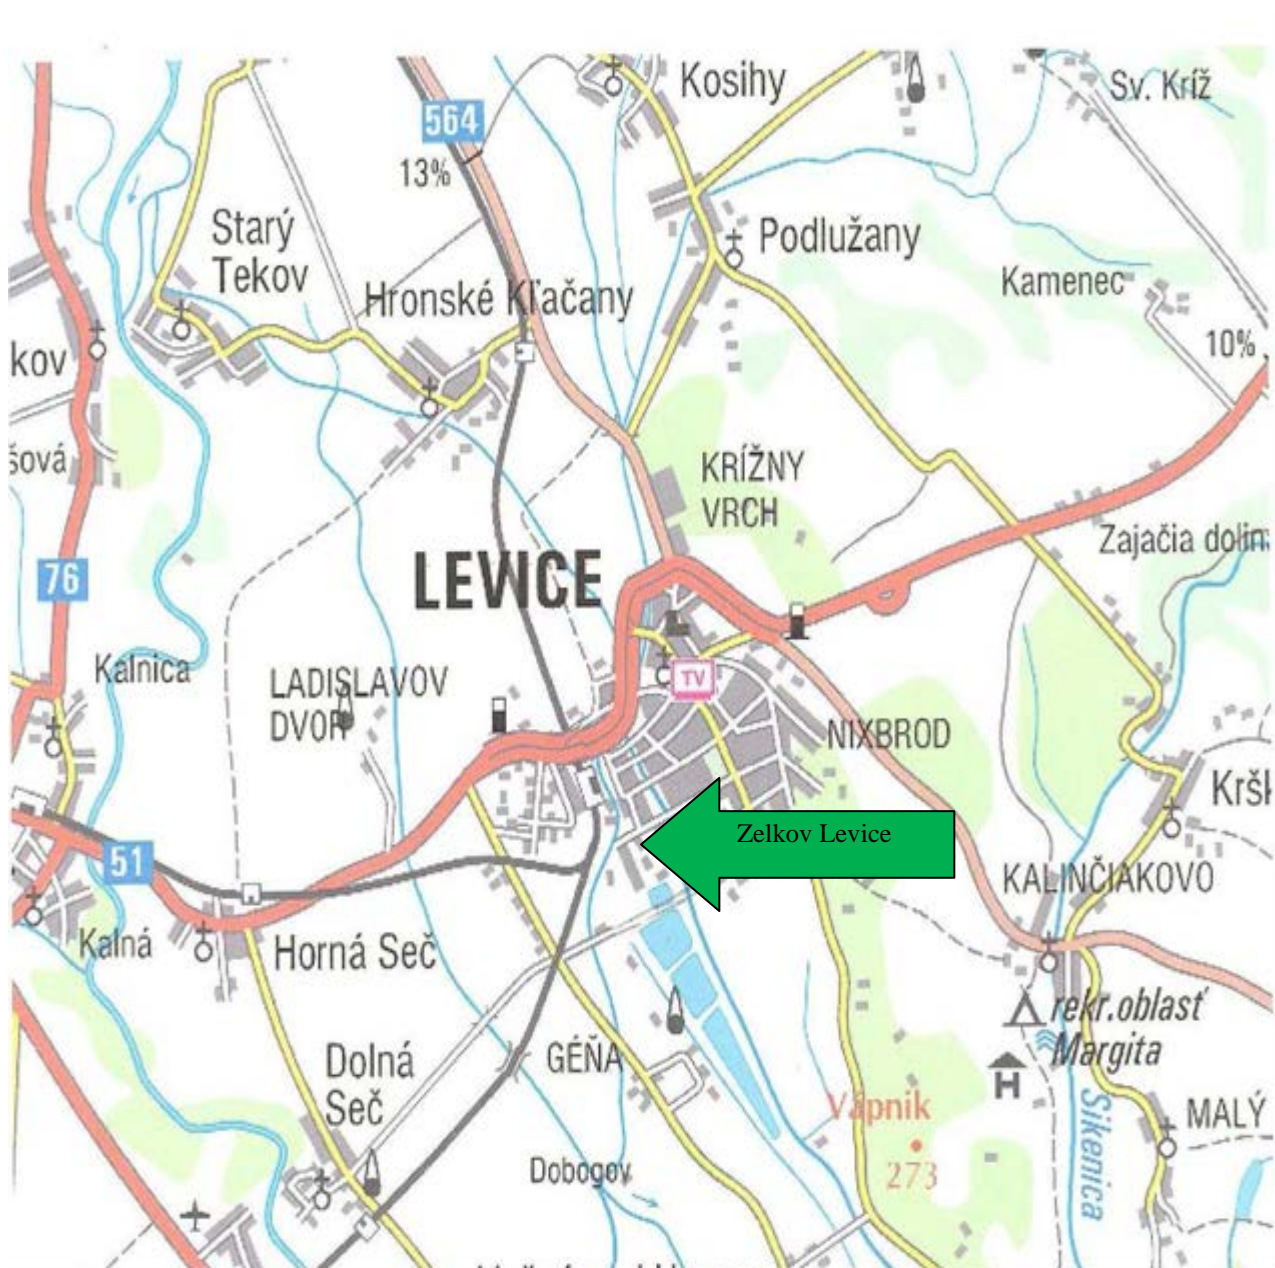 Kosihy
Sv. Kríž
564
13%
Starý
Tekov
Podlužany
Hronské Kľačany
Kamenec
10%
kov
šová
KRÍŽNY
VRCH
LEVICE
Zajačia dolin
76
Kalnica
LADISLAVOV
DVOR
TV
NIXBROD
Kršk
Zelkov Levice
51
KALINČIAKOVO
Kalná
Horná Seč
rekr.oblasť
Margita
GÉŇA
Dolná
Seč
H
Vápnik
273
Sikenica
MALÝ
Dobogov